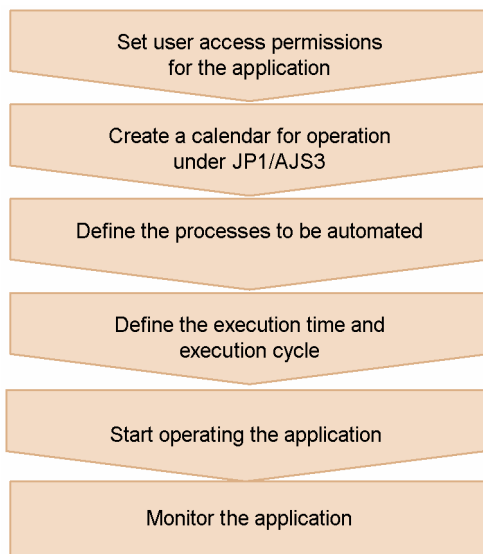 Set user access permissions
for the application
Create a calendar for operation
under JP1/AJS3
Define the processes to be automated
Define the execution time and
execution cycle
Start operating the application
Monitor the application